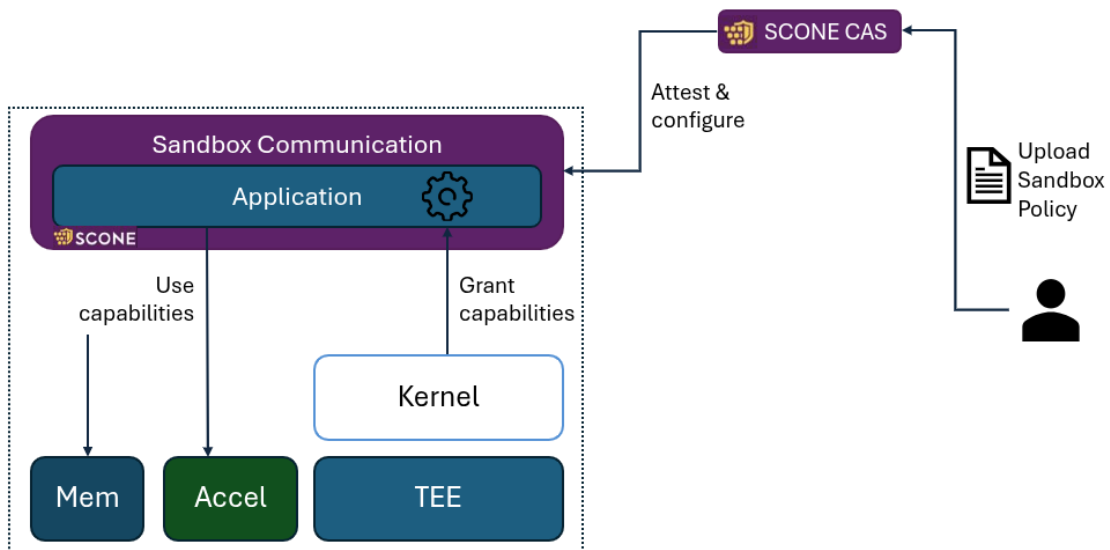 SCONE CAS
Attest &
configure
Upload
Sandbox
Policy
Sandbox Communication
Application
SCONE
Use
capabilities
Grant
capabilities
Kernel
Mem
Accel
TEE